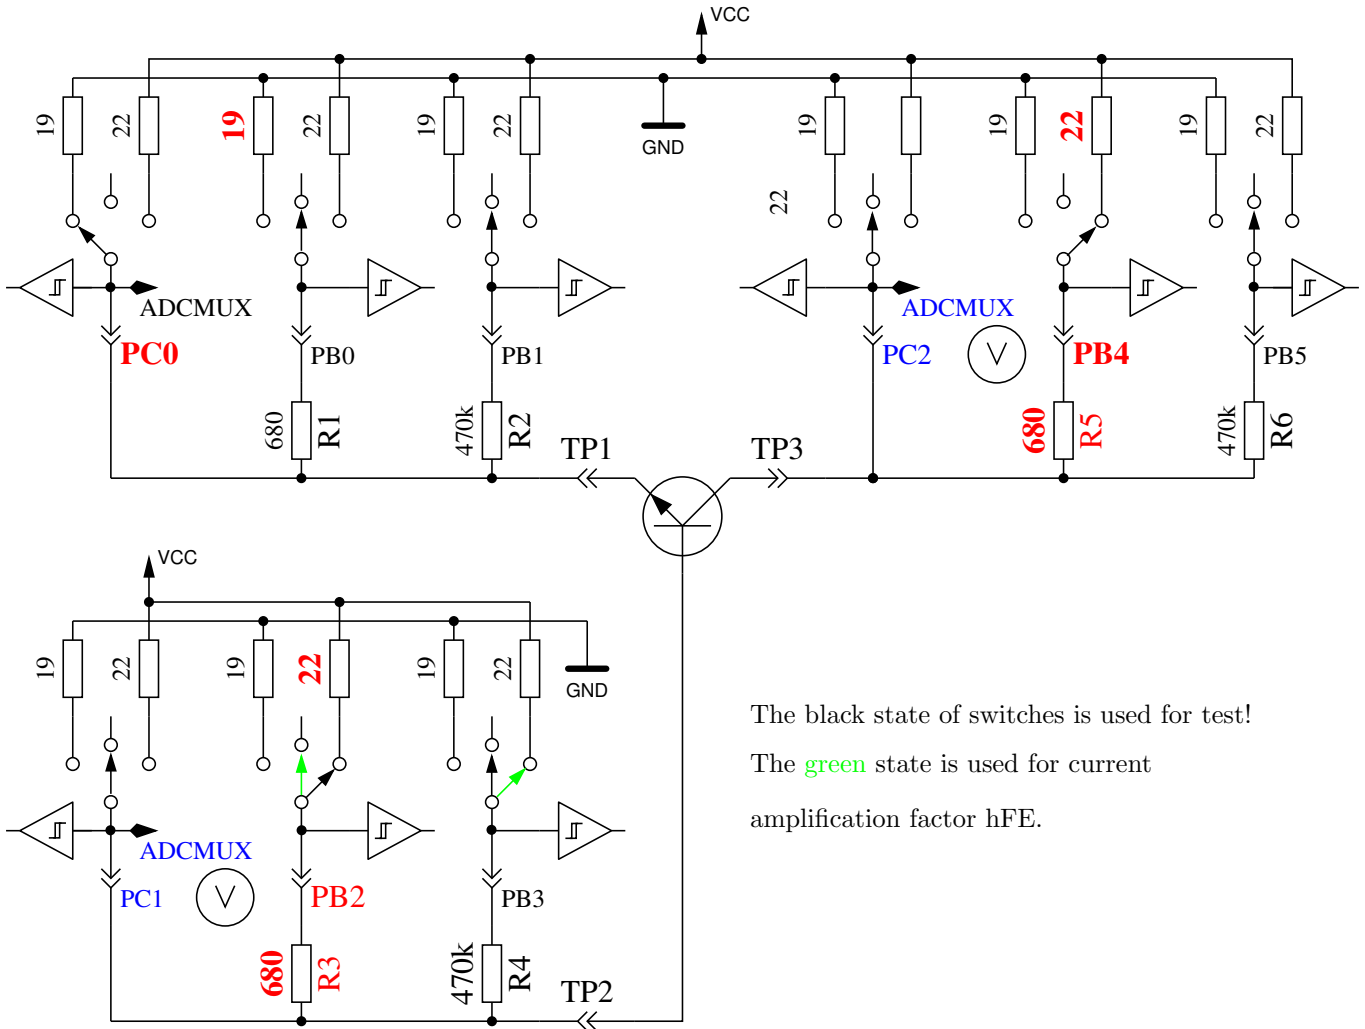 VCC
19
22
19
22
19
22
GND
19
22
19
22
19
22
ADCMUX
ADCMUX
PC0
PB0
PB1
PC2
V
PB4
PB5
680
R1
470k
R2
TP1
TP3
680
R5
470k
R6
VCC
19
22
19
22
19
22
GND
The black state of switches is used for test!
The green state is used for current
amplification factor hFE.
ADCMUX
PC1
V
PB2
PB3
680
R3
470k
R4
TP2